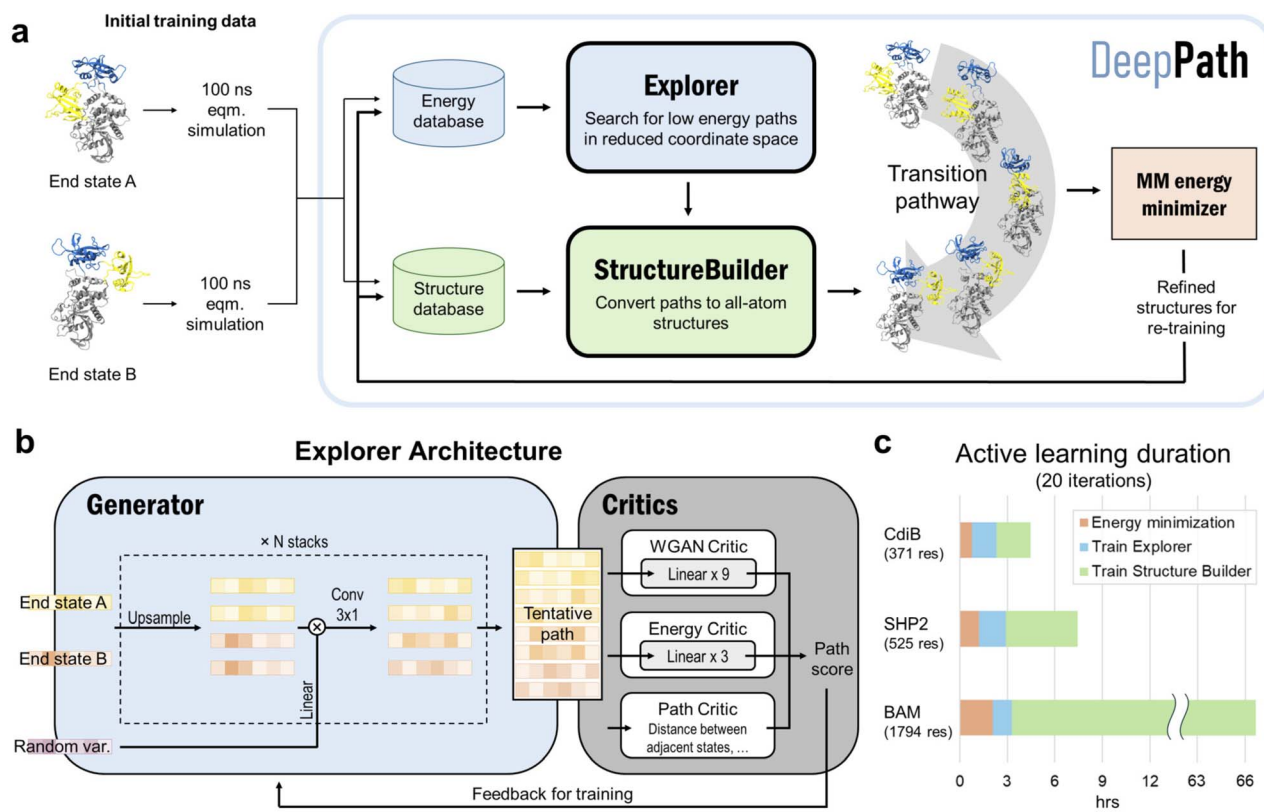 a
Initial training data
End state A
100 ns
eqm.
simulation
End state B
100 ns
eqm.
simulation
DeepPath
Energy
database
Explorer
Search for low energy paths
in reduced coordinate space
Structure
database
StructureBuilder
Convert paths to all-atom
structures
Transition
pathway
MM energy
minimizer
Refined
structures for
re-training
b
Explorer Architecture
Generator
× N stacks
End state A
End state B
Upsample
Conv
3x1
Linear
Random var.
Tentative
path
Critics
WGAN Critic
Linear x 9
Energy Critic
Linear x 3
Path Critic
Distance between
adjacent states, ...
Path
score
Feedback for training
c
Active learning duration
(20 iterations)
Energy minimization
Train Explorer
Train Structure Builder
CdiB
(371 res)
SHP2
(525 res)
BAM
(1794 res)
0 3 6 9 12 63 66
hrs